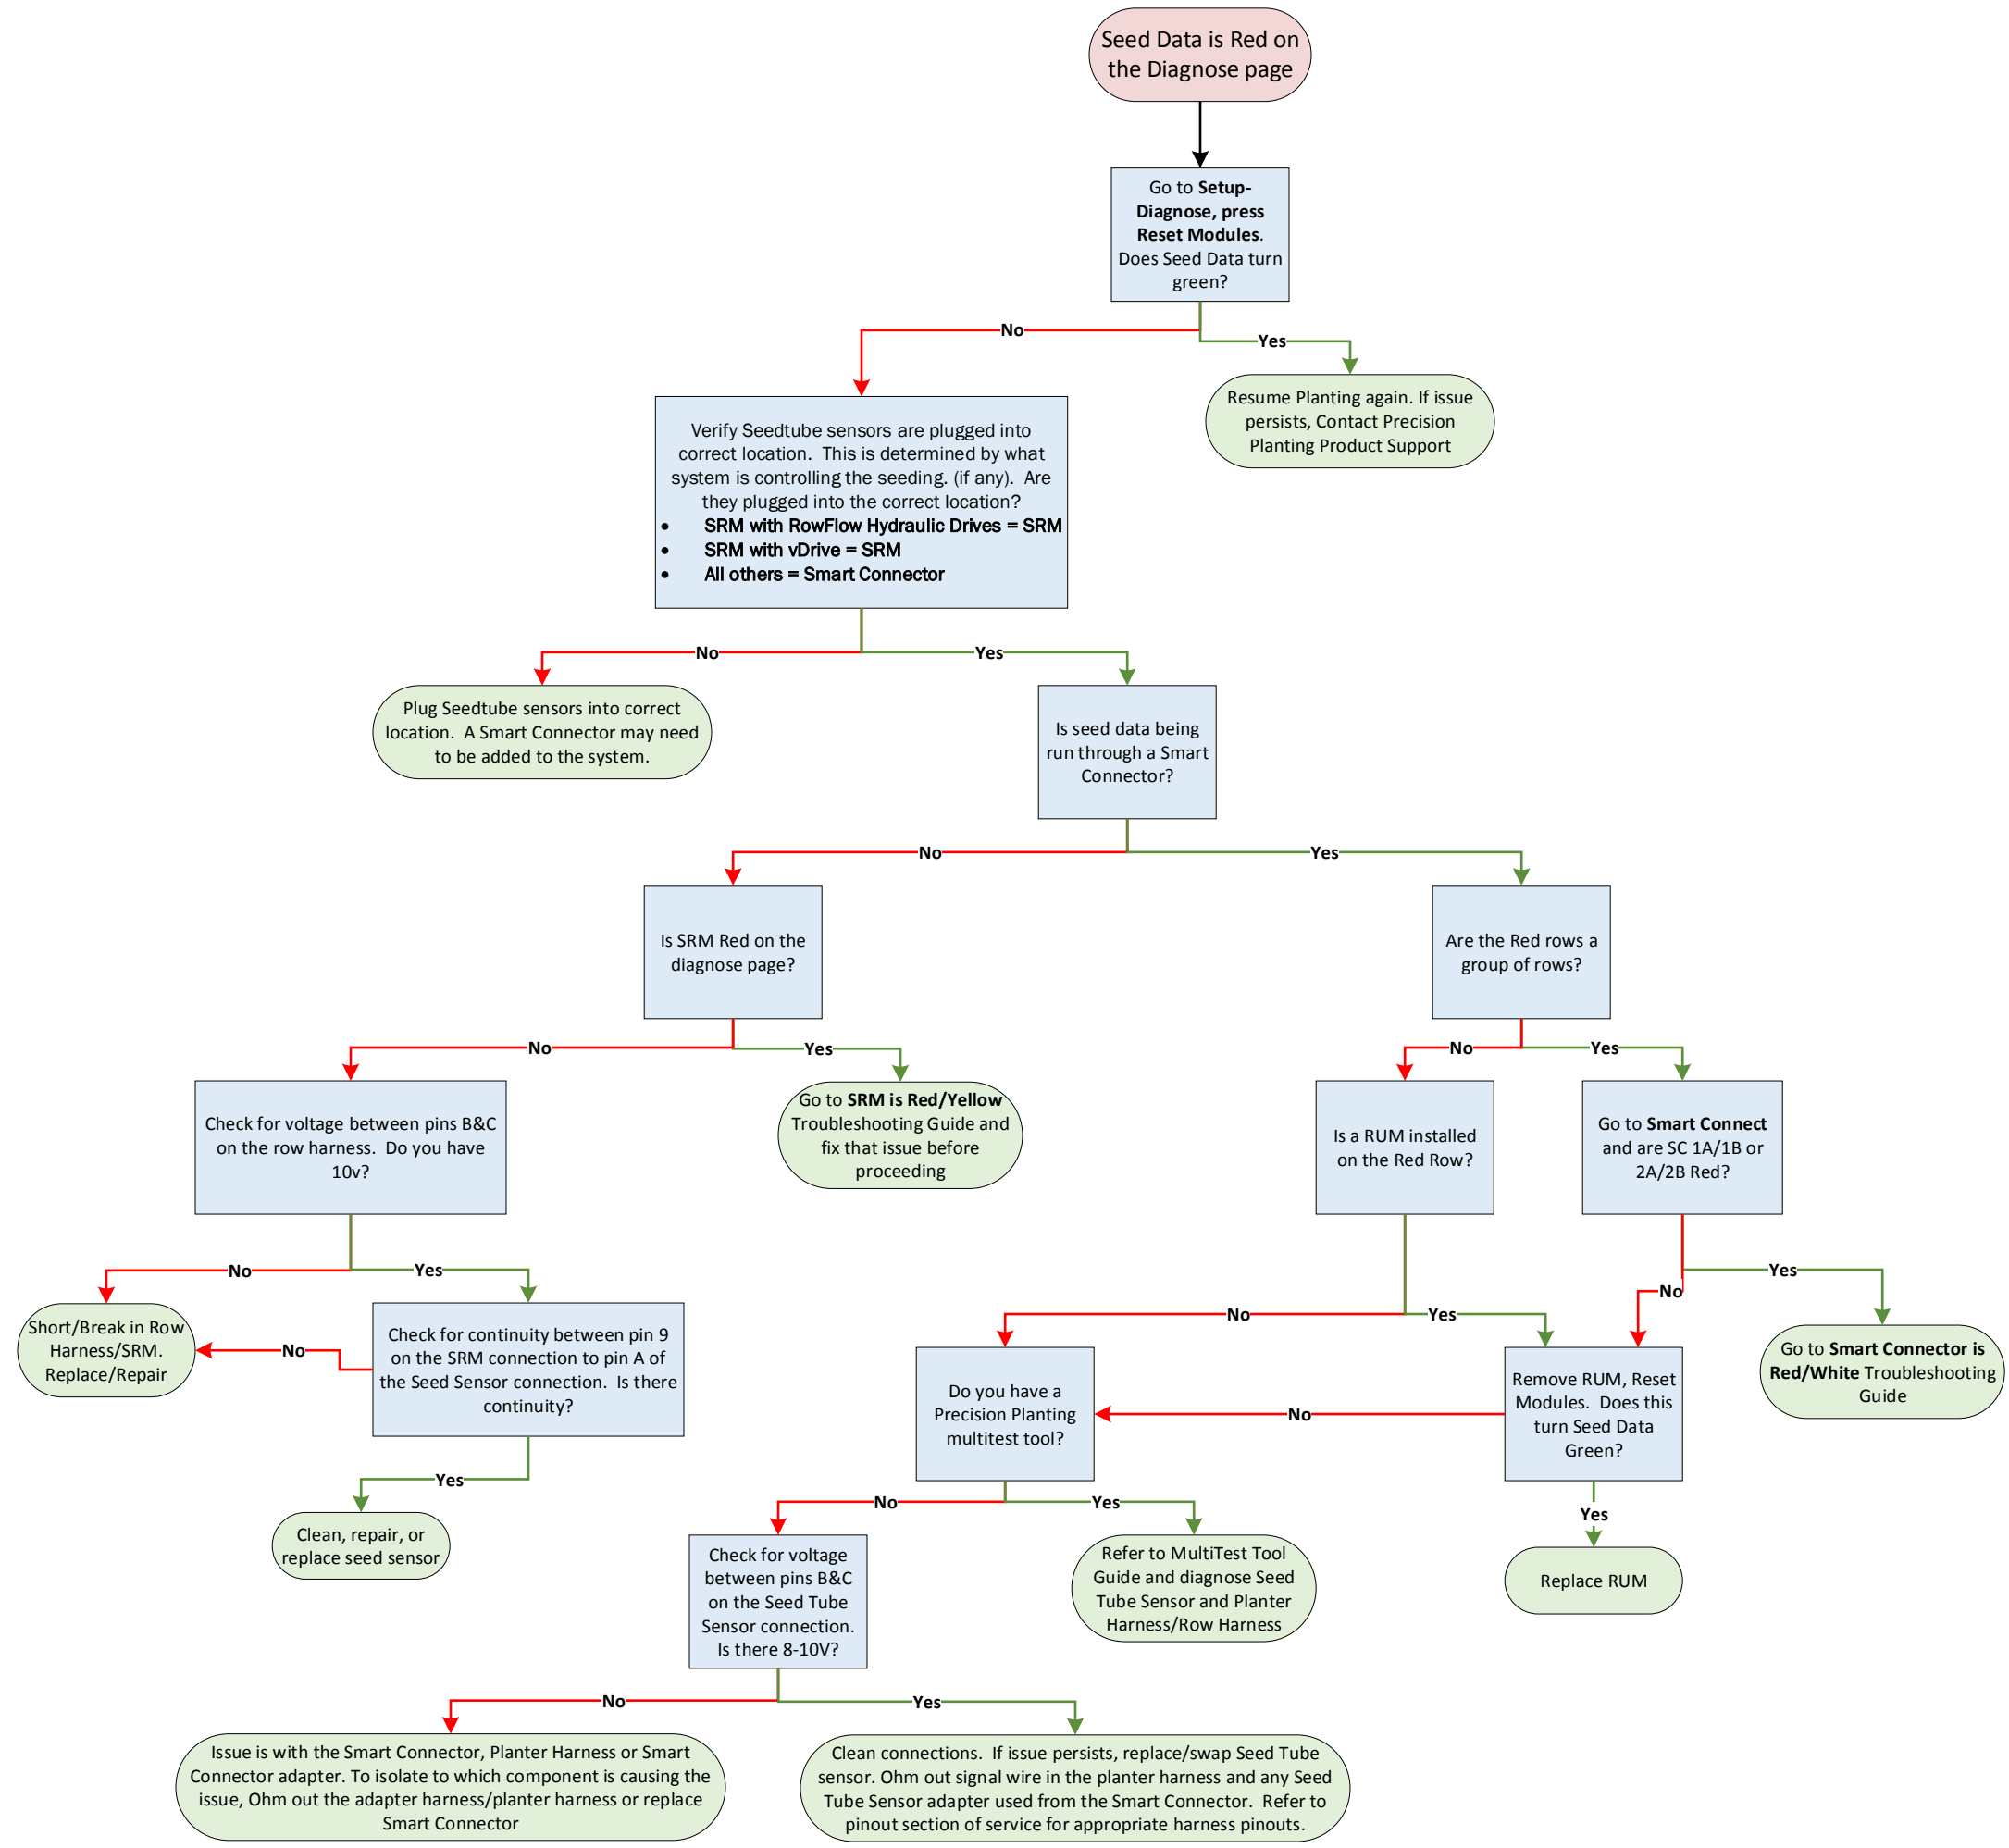 Seed Data is Red on
the Diagnose page
Go to Setup-
Diagnose, press
Reset Modules.
Does Seed Data turn
green?
No
Yes
Resume Planting again. If issue
persists, Contact Precision
Planting Product Support
Verify Seedtube sensors are plugged into
correct location. This is determined by what
system is controlling the seeding. (if any). Are
they plugged into the correct location?
• SRM with RowFlow Hydraulic Drives = SRM
• SRM with vDrive = SRM
• All others = Smart Connector
No
Yes
Plug Seedtube sensors into correct
location. A Smart Connector may need
to be added to the system.
Is seed data being
run through a Smart
Connector?
No
Yes
Is SRM Red on the
diagnose page?
Are the Red rows a
group of rows?
No
Yes
No
Yes
Check for voltage between pins B&C
on the row harness. Do you have
10v?
Go to SRM is Red/Yellow
Troubleshooting Guide and
fix that issue before
proceeding
Is a RUM installed
on the Red Row?
Go to Smart Connect
and are SC 1A/1B or
2A/2B Red?
No
Yes
No
Yes
No
Yes
Short/Break in Row
Harness/SRM.
Replace/Repair
No
Check for continuity between pin 9
on the SRM connection to pin A of
the Seed Sensor connection. Is there
continuity?
Do you have a
Precision Planting
multitest tool?
No
Remove RUM, Reset
Modules. Does this
turn Seed Data
Green?
Go to Smart Connector is
Red/White Troubleshooting
Guide
Yes
No
Yes
Yes
Clean, repair, or
replace seed sensor
Check for voltage
between pins B&C
on the Seed Tube
Sensor connection.
Is there 8-10V?
Refer to MultiTest Tool
Guide and diagnose Seed
Tube Sensor and Planter
Harness/Row Harness
Replace RUM
No
Yes
Issue is with the Smart Connector, Planter Harness or Smart
Connector adapter. To isolate to which component is causing the
issue, Ohm out the adapter harness/planter harness or replace
Smart Connector
Clean connections. If issue persists, replace/swap Seed Tube
sensor. Ohm out signal wire in the planter harness and any Seed
Tube Sensor adapter used from the Smart Connector. Refer to
pinout section of service for appropriate harness pinouts.